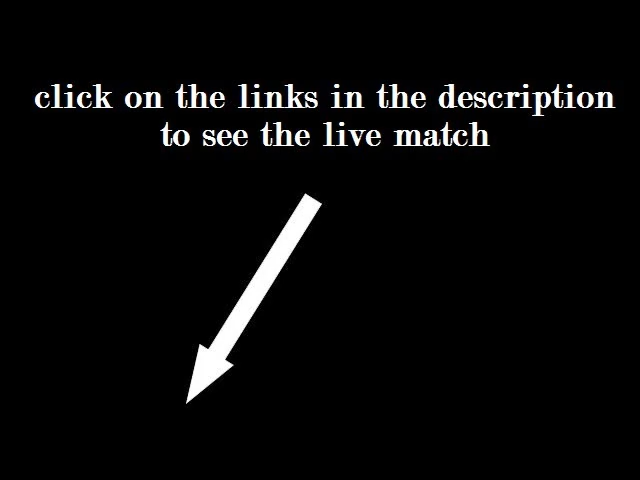 click on the links in the description
to see the live match